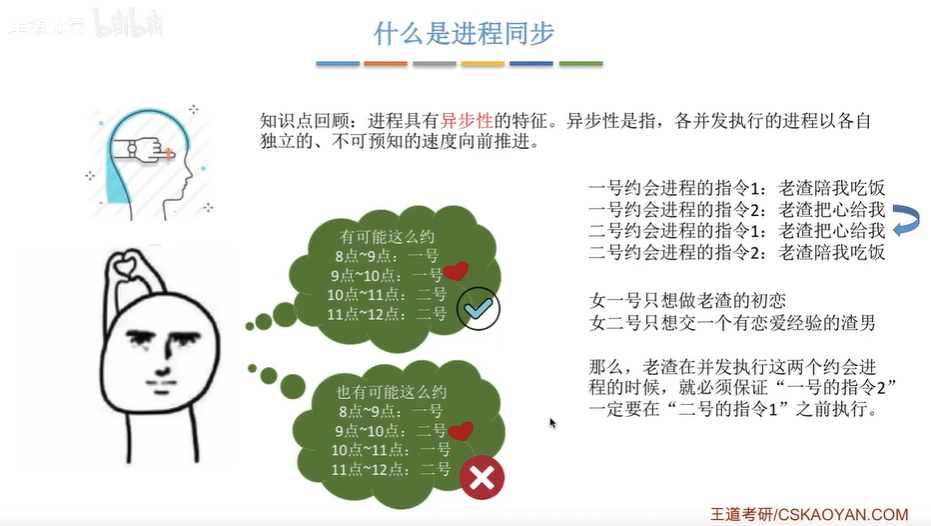 什么是进程同步
知识点回顾：进程具有异步性的特征。异步性是指，各并发执行的进程以各自
独立的、不可预知的速度向前推进。
一号约会进程的指令1：老渣陪我吃饭
一号约会进程的指令2：老渣把心给我
二号约会进程的指令1：老渣把心给我
二号约会进程的指令2：老渣陪我吃饭
有可能这么约
8点~9点：一号
9点~10点：一号
10点~11点：二号
11点~12点：二号
女一号只想做老渣的初恋
女二号只想交一个有恋爱经验的渣男
也有可能这么约
8点~9点：一号
9点~10点：二号
10点~11点：一号
11点~12点：二号
那么，老渣在并发执行这两个约会进
程的时候，就必须保证“一号的指令2”
一定要在“二号的指令1”之前执行。
王道考研/CSKAOYAN.COM